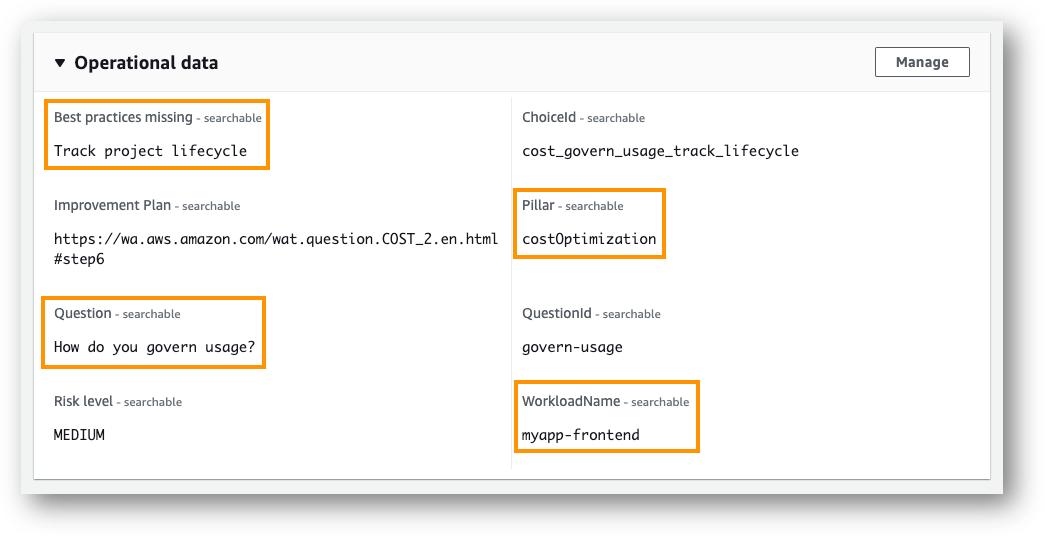 Operational data
Manage
Best practices missing - searchable
Track project lifecycle
ChoiceId - searchable
cost_govern_usage_track_lifecycle
Improvement Plan - searchable
https://wa.aws.amazon.com/wat.question.COST_2.en.html
#step6
Pillar - searchable
costOptimization
Question - searchable
How do you govern usage?
QuestionId - searchable
govern-usage
Risk level - searchable
MEDIUM
WorkloadName - searchable
myapp-frontend